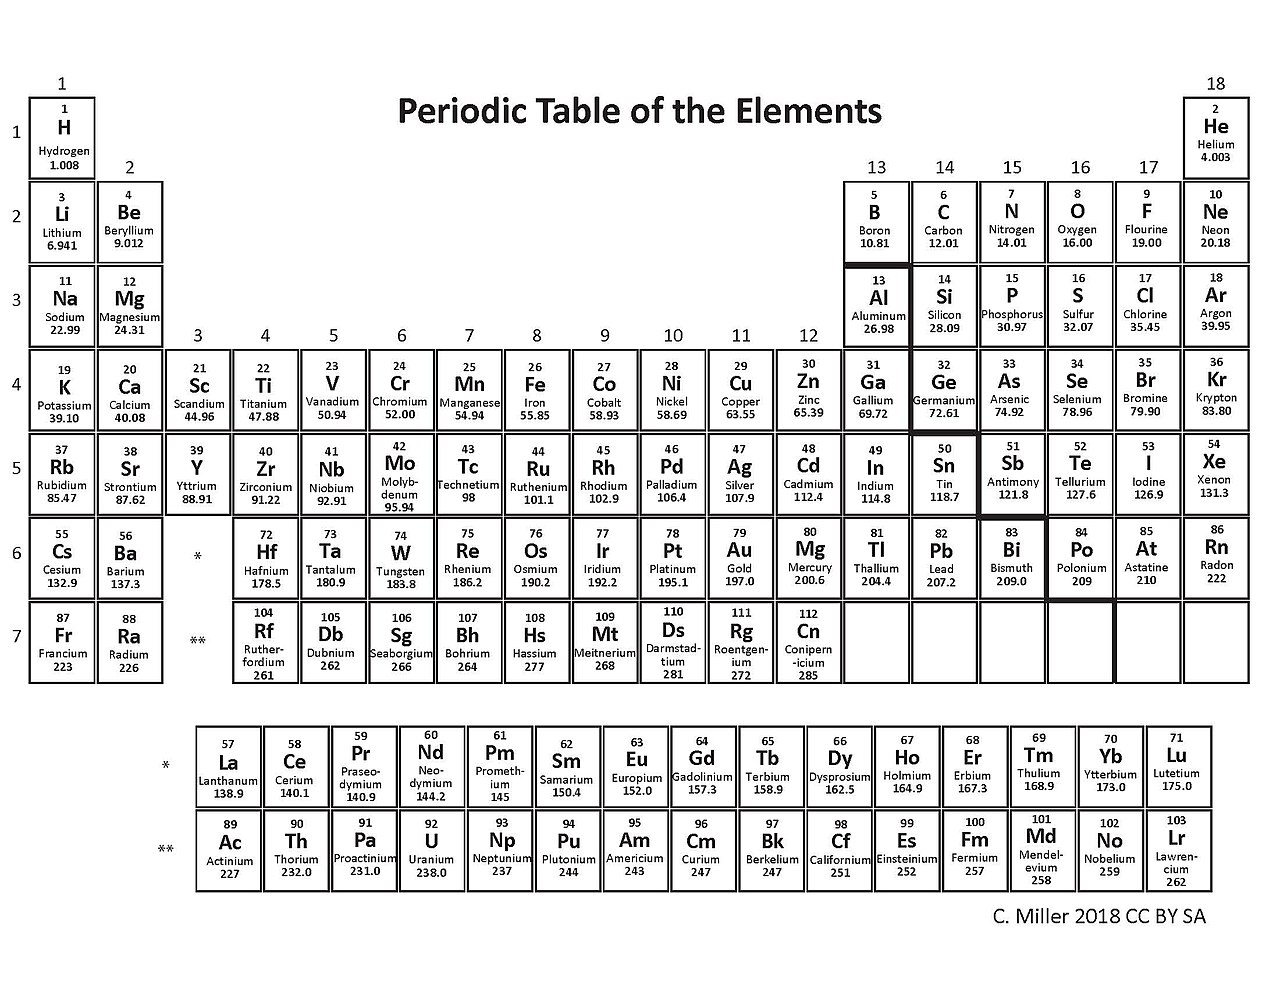 1
18
Periodic Table of the Elements
1
1
H
Hydrogen
1.008
2
He
Helium
4.003
2
13
14
15
16
17
2
3
Li
Lithium
6.941
4
Be
Beryllium
9.012
5
B
Boron
10.81
6
C
Carbon
12.01
7
N
Nitrogen
14.01
8
O
Oxygen
16.00
9
F
Flourine
19.00
10
Ne
Neon
20.18
3
11
Na
Sodium
22.99
12
Mg
Magnesium
24.31
13
Al
Aluminum
26.98
14
Si
Silicon
28.09
15
P
Phosphorus
30.97
16
S
Sulfur
32.07
17
Cl
Chlorine
35.45
18
Ar
Argon
39.95
3
4
5
6
7
8
9
10
11
12
4
19
K
Potassium
39.10
20
Ca
Calcium
40.08
21
Sc
Scandium
44.96
22
Ti
Titanium
47.88
23
V
Vanadium
50.94
24
Cr
Chromium
52.00
25
Mn
Manganese
54.94
26
Fe
Iron
55.85
27
Co
Cobalt
58.93
28
Ni
Nickel
58.69
29
Cu
Copper
63.55
30
Zn
Zinc
65.39
31
Ga
Gallium
69.72
32
Ge
Germanium
72.61
33
As
Arsenic
74.92
34
Se
Selenium
78.96
35
Br
Bromine
79.90
36
Kr
Krypton
83.80
5
37
Rb
Rubidium
85.47
38
Sr
Strontium
87.62
39
Y
Yttrium
88.91
40
Zr
Zirconium
91.22
41
Nb
Niobium
92.91
42
Mo
Molyb-
denum
95.94
43
Tc
Technetium
98
44
Ru
Ruthenium
101.1
45
Rh
Rhodium
102.9
46
Pd
Palladium
106.4
47
Ag
Silver
107.9
48
Cd
Cadmium
112.4
49
In
Indium
114.8
50
Sn
Tin
118.7
51
Sb
Antimony
121.8
52
Te
Tellurium
127.6
53
I
Iodine
126.9
54
Xe
Xenon
131.3
6
55
Cs
Cesium
132.9
56
Ba
Barium
137.3
*
72
Hf
Hafnium
178.5
73
Ta
Tantalum
180.9
74
W
Tungsten
183.8
75
Re
Rhenium
186.2
76
Os
Osmium
190.2
77
Ir
Iridium
192.2
78
Pt
Platinum
195.1
79
Au
Gold
197.0
80
Mg
Mercury
200.6
81
Tl
Thallium
204.4
82
Pb
Lead
207.2
83
Bi
Bismuth
209.0
84
Po
Polonium
209
85
At
Astatine
210
86
Rn
Radon
222
7
87
Fr
Francium
223
88
Ra
Radium
226
**
104
Rf
Ruther-
fordium
261
105
Db
Dubnium
262
106
Sg
Seaborgium
266
107
Bh
Bohrium
264
108
Hs
Hassium
277
109
Mt
Meitnerium
268
110
Ds
Darmstad-
tium
281
111
Rg
Roentgen-
ium
272
112
Cn
Conipern
-icium
285
*
57
La
Lanthanum
138.9
58
Ce
Cerium
140.1
59
Pr
Praseo-
dymium
140.9
60
Nd
Neo-
dymium
144.2
61
Pm
Prometh-
ium
145
62
Sm
Samarium
150.4
63
Eu
Europium
152.0
64
Gd
Gadolinium
157.3
65
Tb
Terbium
158.9
66
Dy
Dysprosium
162.5
67
Ho
Holmium
164.9
68
Er
Erbium
167.3
69
Tm
Thulium
168.9
70
Yb
Ytterbium
173.0
71
Lu
Lutetium
175.0
**
89
Ac
Actinium
227
90
Th
Thorium
232.0
91
Pa
Proactinium
231.0
92
U
Uranium
238.0
93
Np
Neptunium
237
94
Pu
Plutonium
244
95
Am
Americium
243
96
Cm
Curium
247
97
Bk
Berkelium
247
98
Cf
Californium
251
99
Es
Einsteinium
252
100
Fm
Fermium
257
101
Md
Mendel-
evium
258
102
No
Nobelium
259
103
Lr
Lawren-
cium
262
C. Miller 2018 CC BY SA